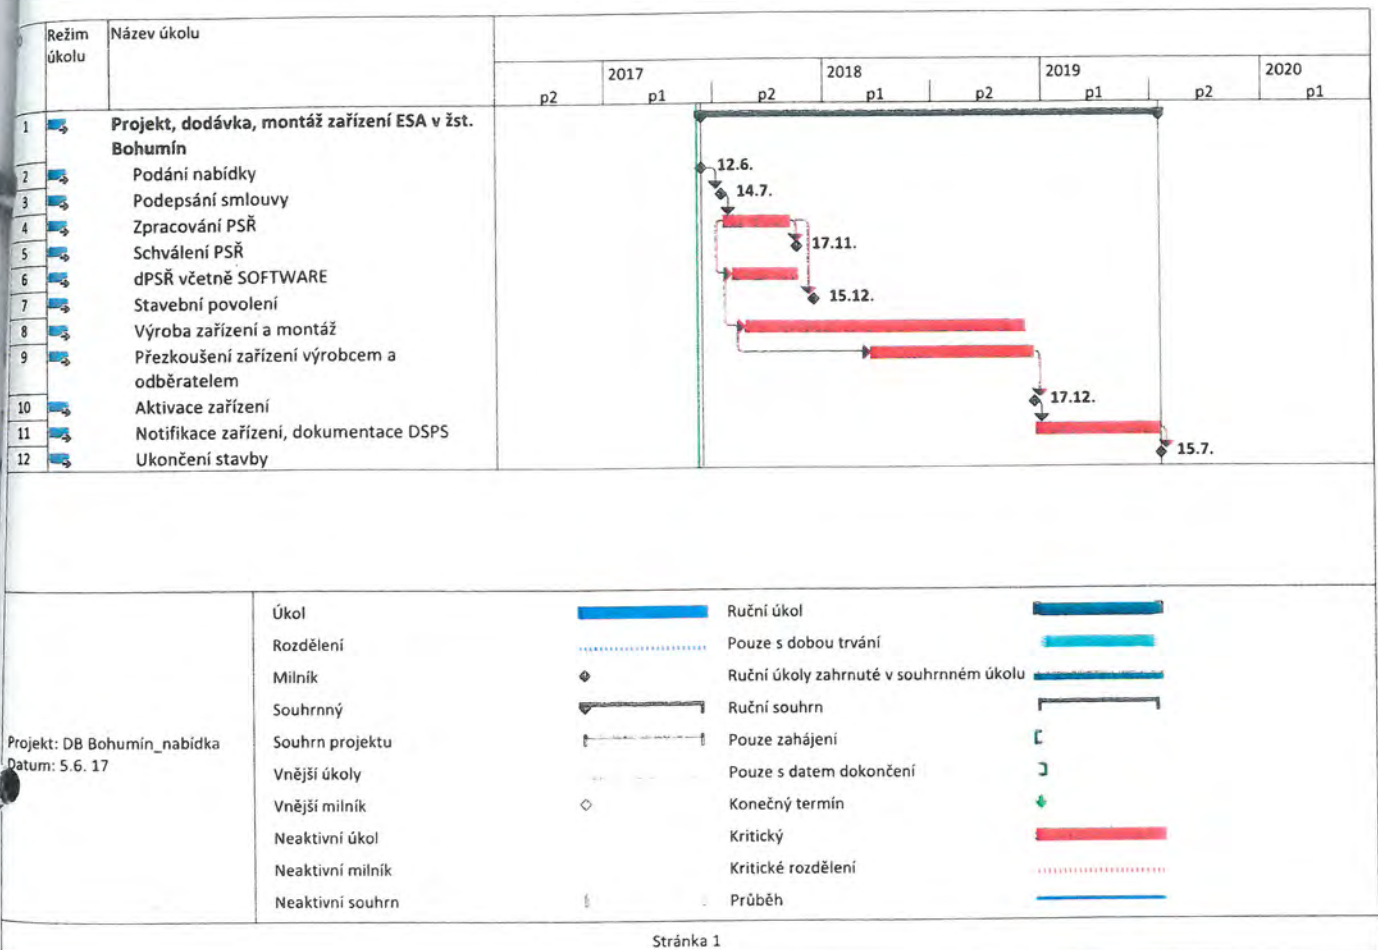 Režim
úkolu
Název úkolu
2017 2018 2019 2020
p2 p1 p2 p1 p2 p1 p2 p1
1 Projekt, dodávka, montáž zařízení ESA v žst.
Bohumín
2 Podání nabídky 12.6.
3 Podepsání smlouvy 14.7.
4 Zpracování PSŘ
5 Schválení PSŘ 17.11.
6 dPSŘ včetně SOFTWARE
7 Stavební povolení 15.12.
8 Výroba zařízení a montáž
9 Přezkoušení zařízení výrobcem a
odběratelem
10 Aktivace zařízení 17.12.
11 Notifikace zařízení, dokumentace DSPS
12 Ukončení stavby 15.7.
Projekt: DB Bohumín_nabídka
Datum: 5.6. 17
Úkol
Rozdělení
Milník
Souhrnný
Souhrn projektu
Vnější úkoly
Vnější milník
Neaktivní úkol
Neaktivní milník
Neaktivní souhrn
Ruční úkol
Pouze s dobou trvání
Ruční úkoly zahrnuté v souhrnném úkolu
Ruční souhrn
Pouze zahájení
Pouze s datem dokončení
Konečný termín
Kritický
Kritické rozdělení
Průběh
Stránka 1